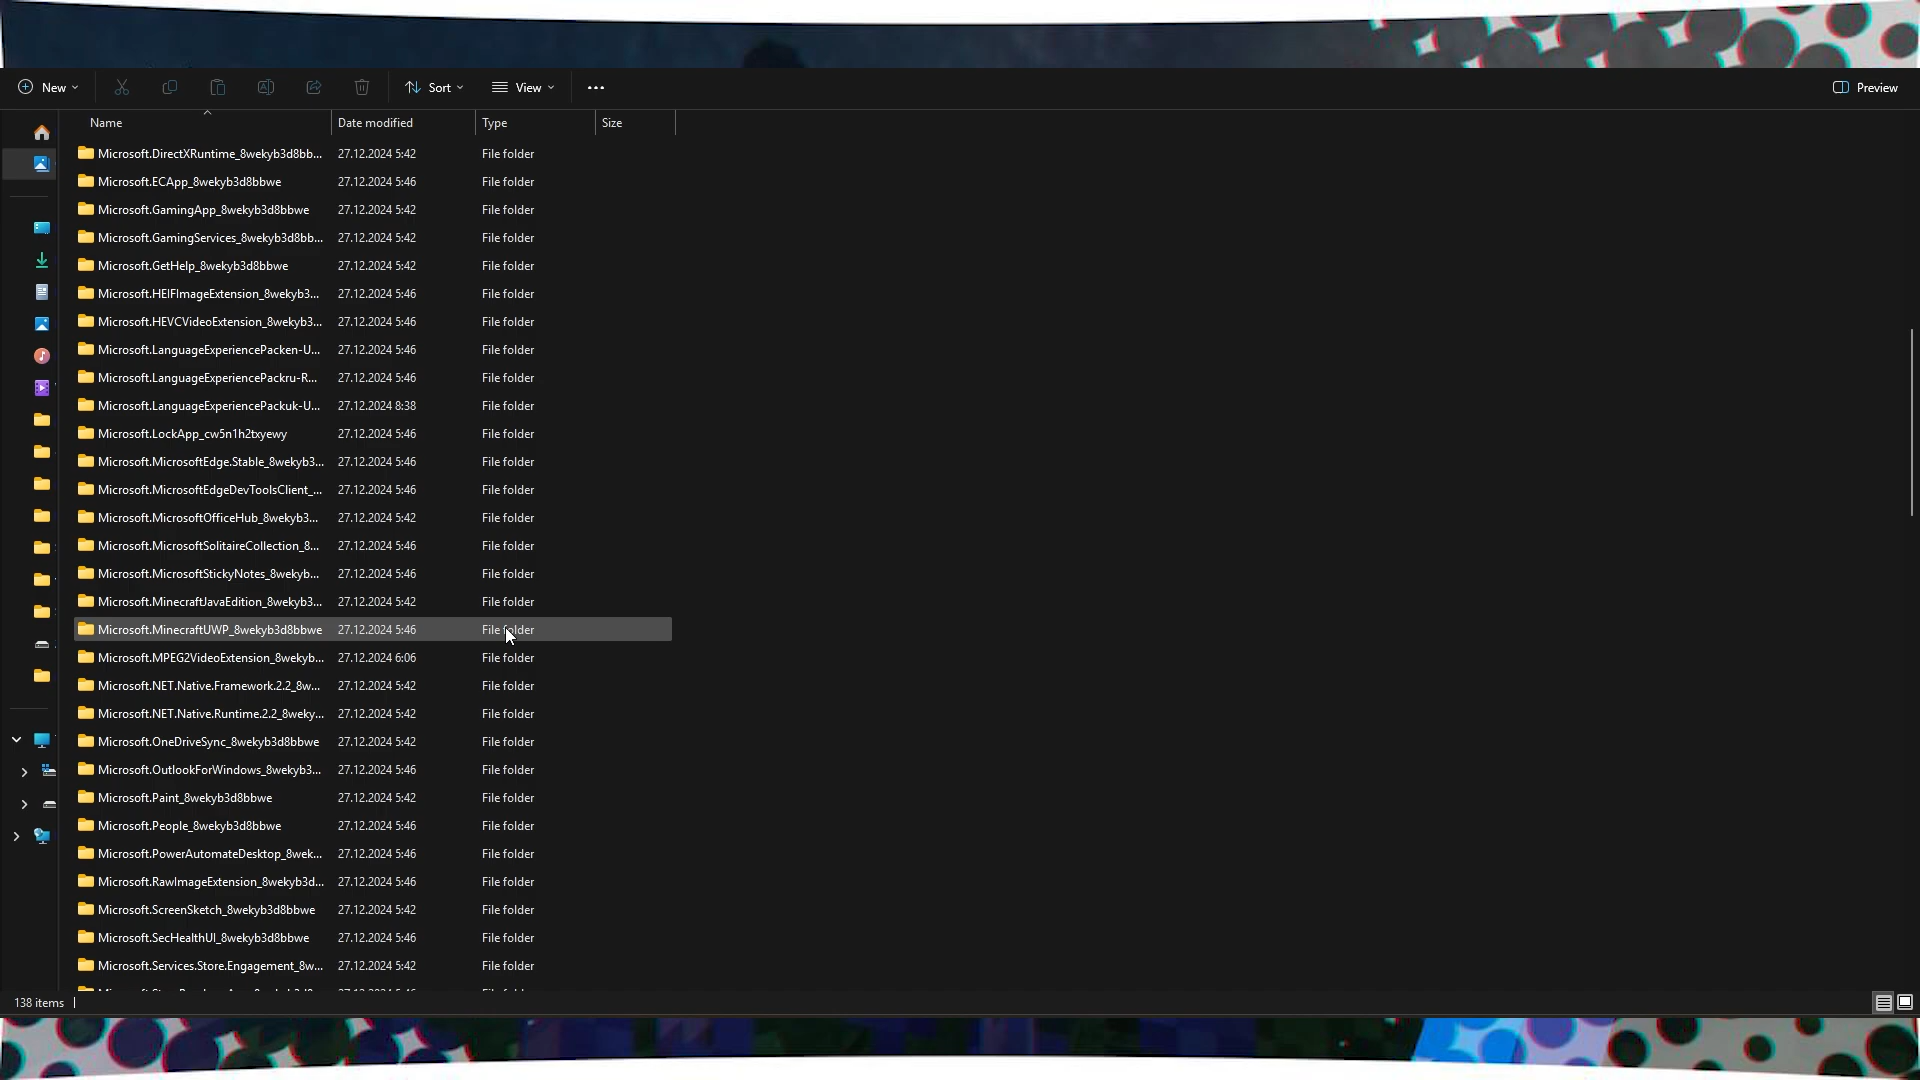 New
Sort
View
Preview
Name Date modified Type Size
Microsoft.DirectXRuntime_8wekyb3d8bb... 27.12.2024 5:42 File folder
Microsoft.ECApp_8wekyb3d8bbwe 27.12.2024 5:46 File folder
Microsoft.GamingApp_8wekyb3d8bbwe 27.12.2024 5:42 File folder
Microsoft.GamingServices_8wekyb3d8bb... 27.12.2024 5:42 File folder
Microsoft.GetHelp_8wekyb3d8bbwe 27.12.2024 5:42 File folder
Microsoft.HEIFImageExtension_8wekyb3... 27.12.2024 5:46 File folder
Microsoft.HEVCVideoExtension_8wekyb3... 27.12.2024 5:46 File folder
Microsoft.LanguageExperiencePacken-U... 27.12.2024 5:46 File folder
Microsoft.LanguageExperiencePackru-R... 27.12.2024 5:46 File folder
Microsoft.LanguageExperiencePackuk-U... 27.12.2024 8:38 File folder
Microsoft.LockApp_cw5n1h2txyewy 27.12.2024 5:46 File folder
Microsoft.MicrosoftEdge.Stable_8wekyb3... 27.12.2024 5:46 File folder
Microsoft.MicrosoftEdgeDevToolsClient_... 27.12.2024 5:46 File folder
Microsoft.MicrosoftOfficeHub_8wekyb3... 27.12.2024 5:42 File folder
Microsoft.MicrosoftSolitaireCollection_8... 27.12.2024 5:46 File folder
Microsoft.MicrosoftStickyNotes_8wekyb... 27.12.2024 5:46 File folder
Microsoft.MinecraftJavaEdition_8wekyb3... 27.12.2024 5:42 File folder
Microsoft.MinecraftUWP_8wekyb3d8bbwe 27.12.2024 5:46 File folder
Microsoft.MPEG2VideoExtension_8wekyb... 27.12.2024 6:06 File folder
Microsoft.NET.Native.Framework.2.2_8w... 27.12.2024 5:42 File folder
Microsoft.NET.Native.Runtime.2.2_8weky... 27.12.2024 5:42 File folder
Microsoft.OneDriveSync_8wekyb3d8bbwe 27.12.2024 5:42 File folder
Microsoft.OutlookForWindows_8wekyb3... 27.12.2024 5:46 File folder
Microsoft.Paint_8wekyb3d8bbwe 27.12.2024 5:42 File folder
Microsoft.People_8wekyb3d8bbwe 27.12.2024 5:46 File folder
Microsoft.PowerAutomateDesktop_8wek... 27.12.2024 5:46 File folder
Microsoft.RawImageExtension_8wekyb3d... 27.12.2024 5:46 File folder
Microsoft.ScreenSketch_8wekyb3d8bbwe 27.12.2024 5:42 File folder
Microsoft.SecHealthUI_8wekyb3d8bbwe 27.12.2024 5:46 File folder
Microsoft.Services.Store.Engagement_8w... 27.12.2024 5:42 File folder
138 items